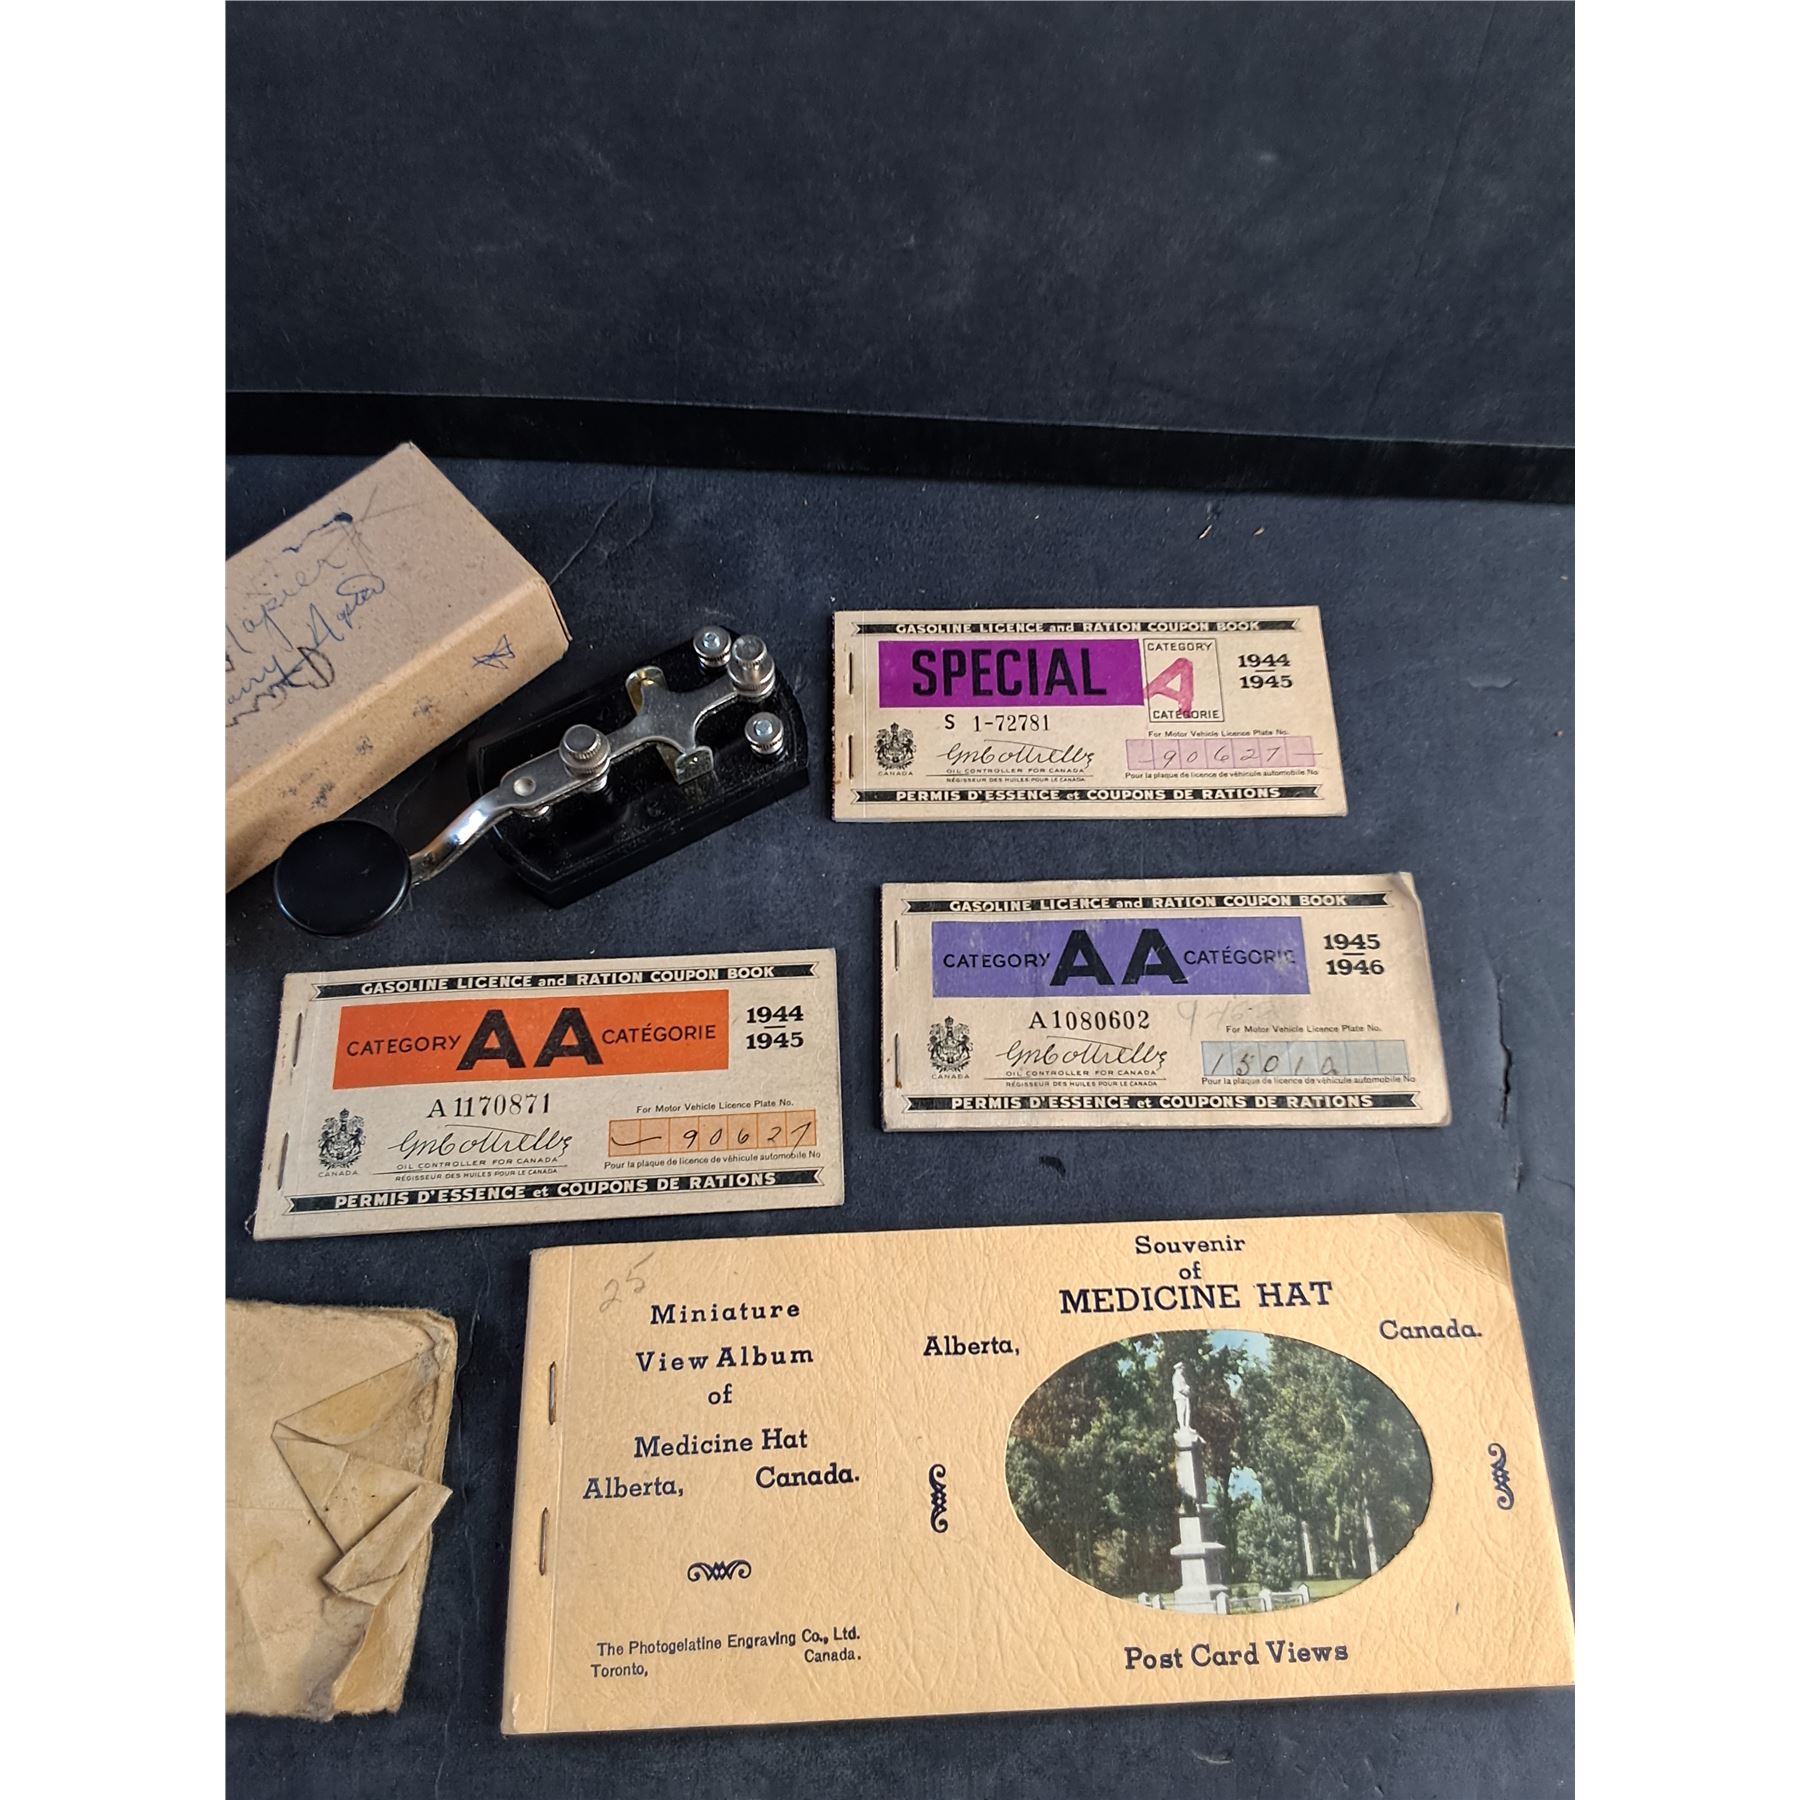 GASOLINE LICENCE and RATION COUPON BOOK
SPECIAL
CATEGORY
A
CATÉGORIE
1944
1945
S 1-72781
CANADA
OIL CONTROLLER FOR CANADA
RÉGISSEUR DES HUILES POUR LE CANADA
For Motor Vehicle Licence Plate No.
90627
Pour la plaque de licence de véhicule automobile No
PERMIS D'ESSENCE et COUPONS DE RATIONS
GASOLINE LICENCE and RATION COUPON BOOK
CATEGORY AA CATÉGORIE
1945
1946
A1080602
CANADA
OIL CONTROLLER FOR CANADA
RÉGISSEUR DES HUILES POUR LE CANADA
For Motor Vehicle Licence Plate No.
Pour la plaque de licence de véhicule automobile No
PERMIS D'ESSENCE et COUPONS DE RATIONS
GASOLINE LICENCE and RATION COUPON BOOK
CATEGORY AA CATÉGORIE
1944
1945
A1170871
CANADA
OIL CONTROLLER FOR CANADA
RÉGISSEUR DES HUILES POUR LE CANADA
For Motor Vehicle Licence Plate No.
90627
Pour la plaque de licence de véhicule automobile No
PERMIS D'ESSENCE et COUPONS DE RATIONS
25
Miniature
View Album
of
Medicine Hat
Alberta, Canada.
The Photogelatine Engraving Co., Ltd.
Toronto, Canada.
Souvenir
of
MEDICINE HAT
Alberta, Canada.
Post Card Views